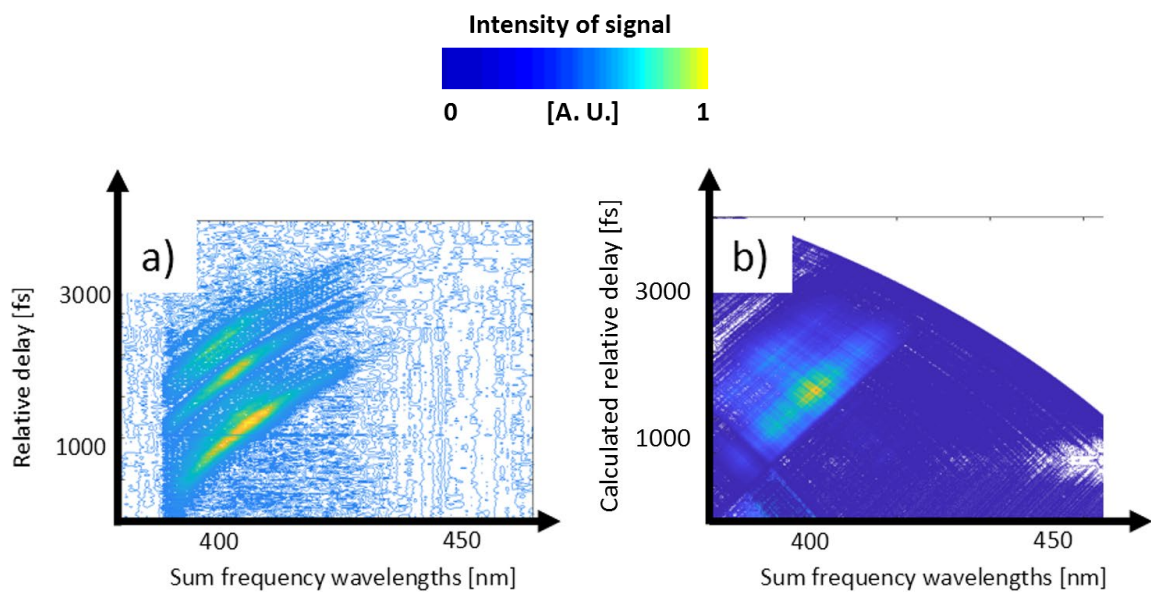 Intensity of signal
0 [A. U.] 1
a)
Relative delay [fs]
3000
1000
400 450
Sum frequency wavelengths [nm]
b)
Calculated relative delay [fs]
3000
1000
400 450
Sum frequency wavelengths [nm]